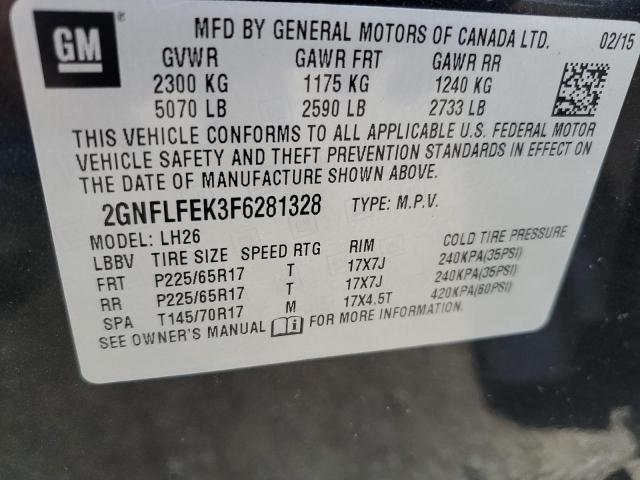 GM
MFD BY GENERAL MOTORS OF CANADA LTD. 02/15
GVWR GAWR FRT GAWR RR
2300 KG 1175 KG 1240 KG
5070 LB 2590 LB 2733 LB
THIS VEHICLE CONFORMS TO ALL APPLICABLE U.S. FEDERAL MOTOR
VEHICLE SAFETY AND THEFT PREVENTION STANDARDS IN EFFECT ON
THE DATE OF MANUFACTURE SHOWN ABOVE.
2GNFLFEK3F6281328 TYPE: M.P.V.
MODEL: LH26
LBBV TIRE SIZE SPEED RTG RIM COLD TIRE PRESSURE
FRT P225/65R17 T 17X7J 240KPA(35PSI)
RR P225/65R17 T 17X7J 240KPA(35PSI)
SPA T145/70R17 M 17X4.5T 420KPA(60PSI)
SEE OWNER'S MANUAL FOR MORE INFORMATION.